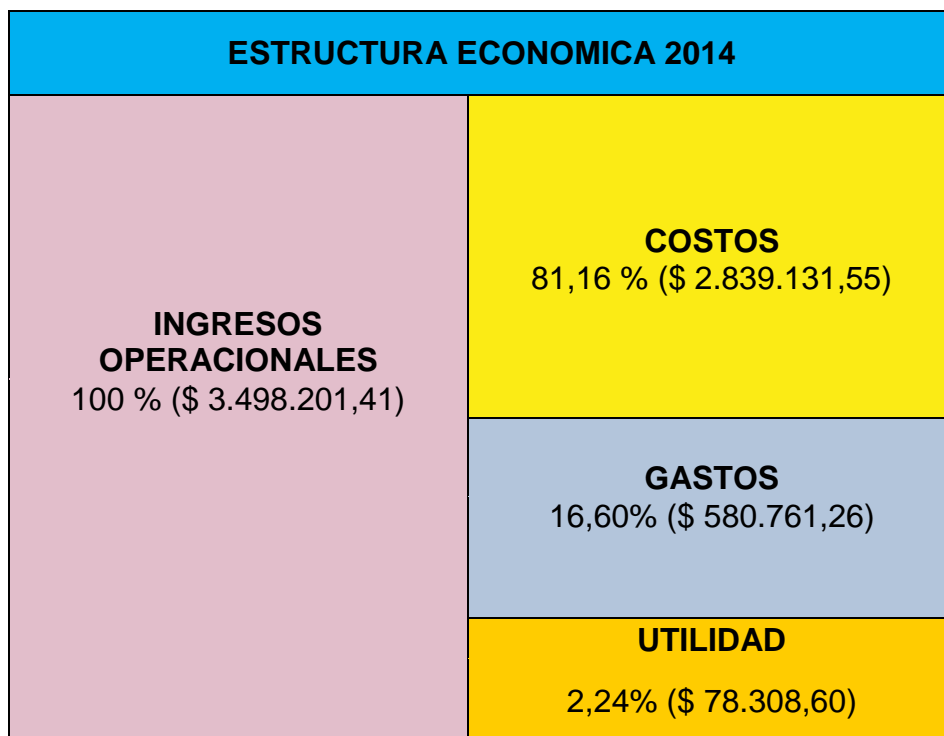 ESTRUCTURA ECONOMICA 2014
INGRESOS
OPERACIONALES
100 % ($ 3.498.201,41)
COSTOS
81,16 % ($ 2.839.131,55)
GASTOS
16,60% ($ 580.761,26)
UTILIDAD
2,24% ($ 78.308,60)